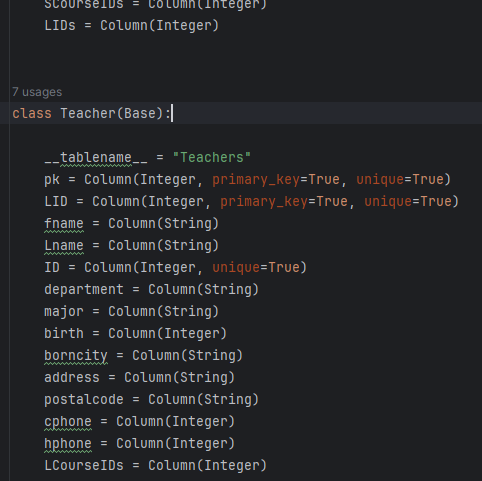 SCourseIDs = Column(Integer)
LIDs = Column(Integer)
7 usages
class Teacher(Base):
__tablename__ = "Teachers"
pk = Column(Integer, primary_key=True, unique=True)
LID = Column(Integer, primary_key=True, unique=True)
fname = Column(String)
Lname = Column(String)
ID = Column(Integer, unique=True)
department = Column(String)
major = Column(String)
birth = Column(Integer)
borncity = Column(String)
address = Column(String)
postalcode = Column(String)
cphone = Column(Integer)
hphone = Column(Integer)
LCourseIDs = Column(Integer)